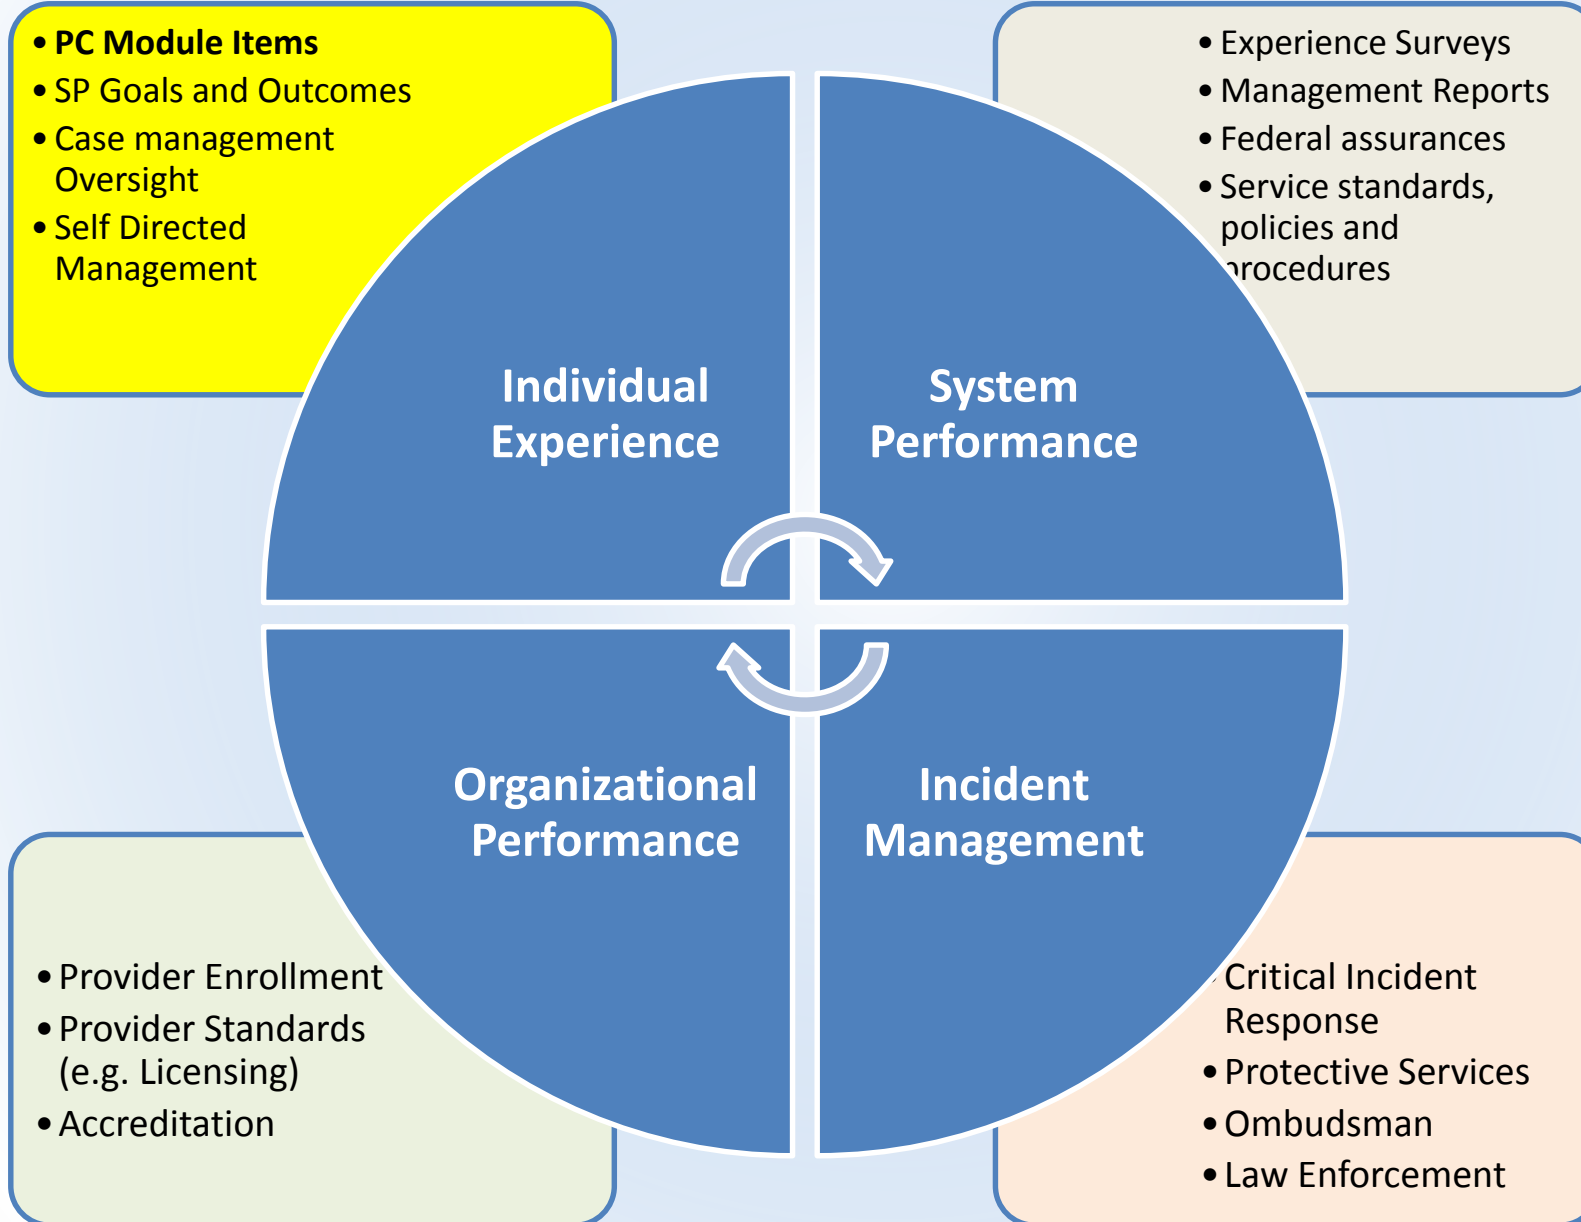 • PC Module Items
• SP Goals and Outcomes
• Case management
Oversight
• Self Directed
Management
• Experience Surveys
• Management Reports
• Federal assurances
• Service standards,
policies and
procedures
Individual
Experience
System
Performance
Organizational
Performance
Incident
Management
• Provider Enrollment
• Provider Standards
(e.g. Licensing)
• Accreditation
• Critical Incident
Response
• Protective Services
• Ombudsman
• Law Enforcement